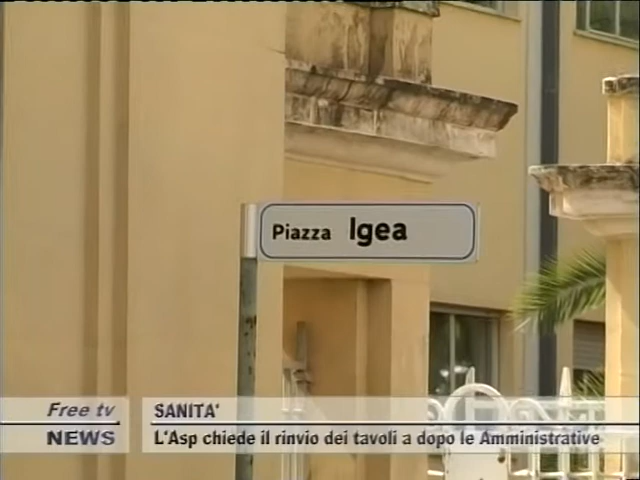 Piazza Igea
Free tv
NEWS
SANITA'
L'Asp chiede il rinvio dei tavoli a dopo le Amministrative